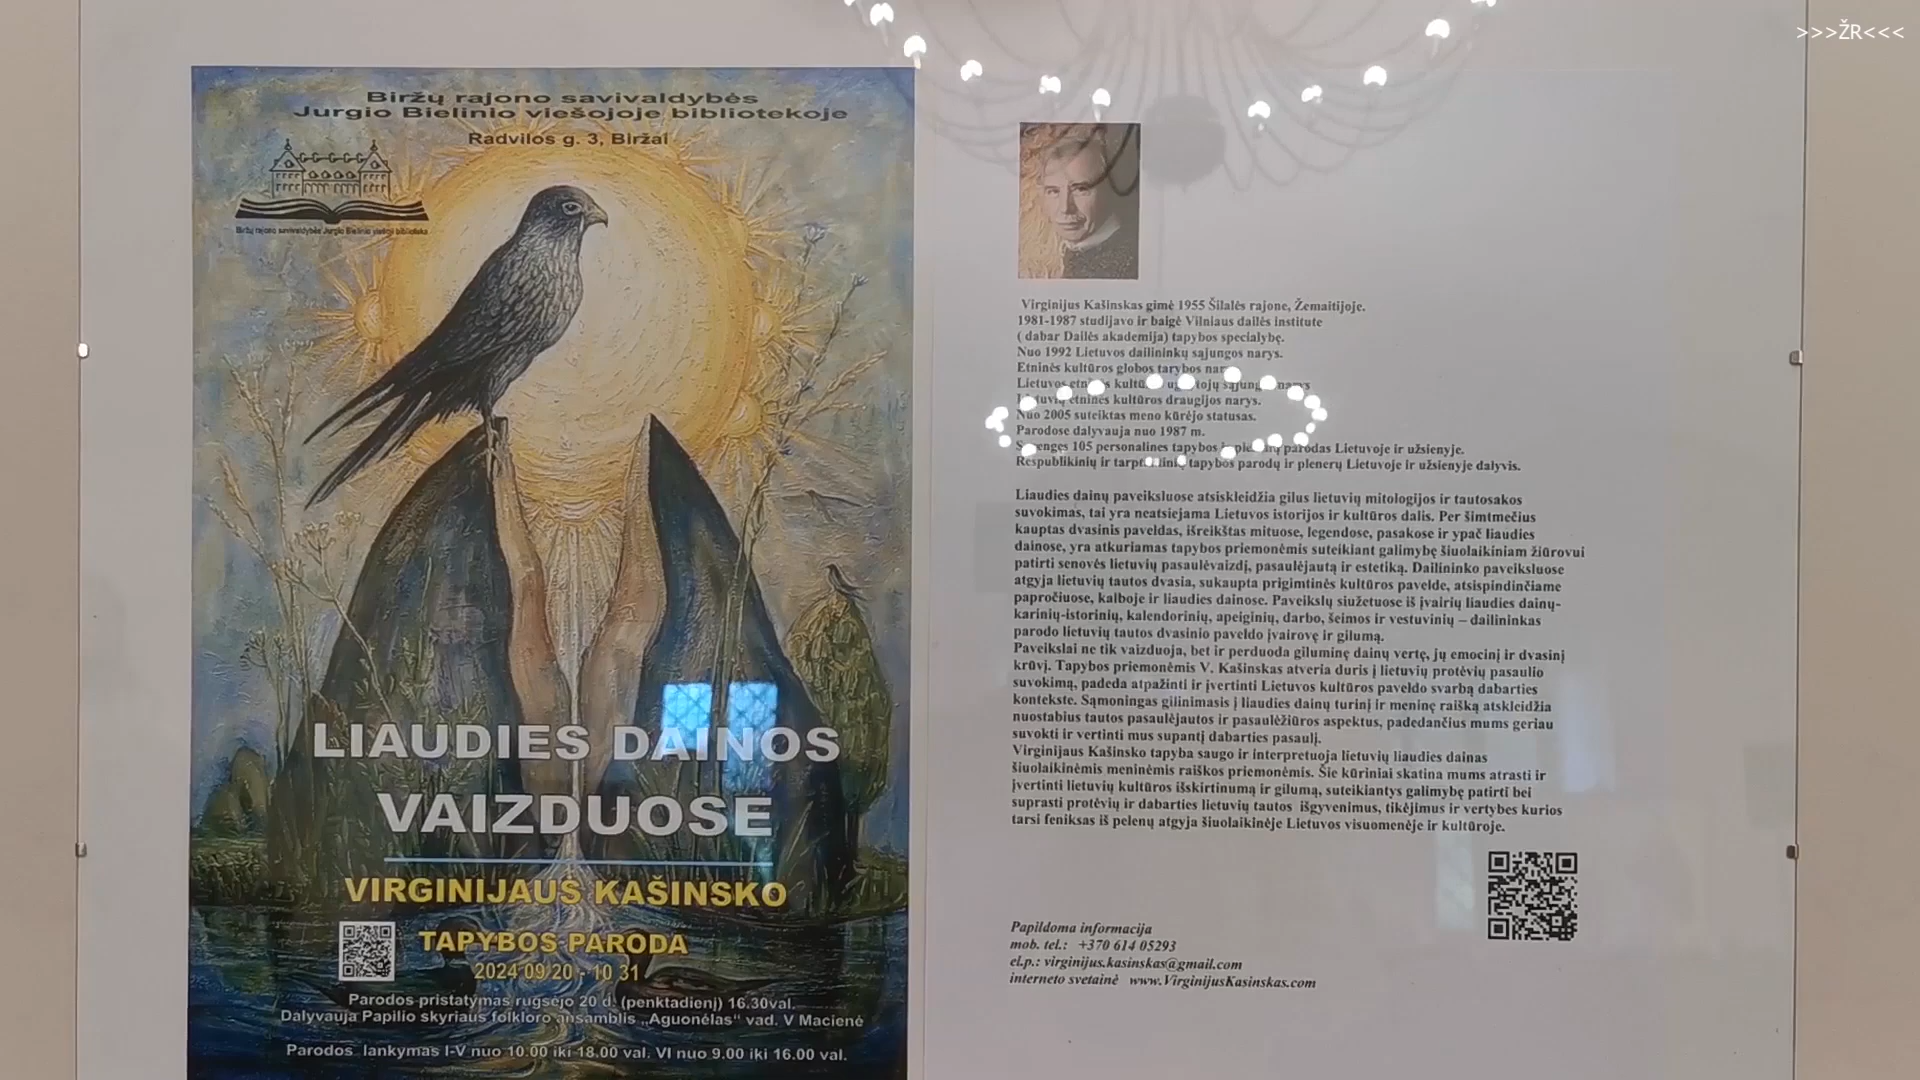 >>>ŽR<<<
Biržų rajono savivaldybės
Jurgio Bielinio viešojoje bibliotekoje
Radvilos g. 3, Biržai
Biržų rajono savivaldybės Jurgio Bielinio viešoji biblioteka
LIAUDIES DAINOS
VAIZDUOSE
VIRGINIJAUS KAŠINSKO
TAPYBOS PARODA
2024 09 20 - 10 31
Parodos pristatymas rugsėjo 20 d. (penktadienį) 16.30val.
Dalyvauja Papilio skyriaus folkloro ansamblis „Aguonėlas“ vad. V Macienė
Parodos lankymas I-V nuo 10.00 iki 18.00 val. VI nuo 9.00 iki 16.00 val.
Virginijus Kašinskas gimė 1955 Šilalės rajone, Žemaitijoje.
1981-1987 studijavo ir baigė Vilniaus dailės institute
( dabar Dailės akademija) tapybos specialybę.
Nuo 1992 Lietuvos dailininkų sąjungos narys.
Etninės kultūros globos tarybos narys
Lietuvos etninės narys
Lietuvių etninės kultūros draugijos narys.
Nuo 2005 suteiktas meno kūrėjo statusas.
Parodose dalyvauja nuo 1987 m.
Surengęs 105 personalines tapybos ir plenerų parodas Lietuvoje ir užsienyje.
Respublikinių ir tarptautinių tapybos parodų ir plenerų Lietuvoje ir užsienyje dalyvis.
Liaudies dainų paveiksluose atsiskleidžia gilus lietuvių mitologijos ir tautosakos
suvokimas, tai yra neatsiejama Lietuvos istorijos ir kultūros dalis. Per šimtmečius
kauptas dvasinis paveldas, išreikštas mituose, legendose, pasakose ir ypač liaudies
dainose, yra atkuriamas tapybos priemonėmis suteikiant galimybę šiuolaikiniam žiūrovui
patirti senovės lietuvių pasaulėvaizdį, pasaulėjautą ir estetiką. Dailininko paveiksluose
atgyja lietuvių tautos dvasia, sukaupta prigimtinės kultūros pavelde, atsispindinčiame
papročiuose, kalboje ir liaudies dainose. Paveikslų siužetuose iš įvairių liaudies dainų-
karinių-istorinių, kalendorinių, apeiginių, darbo, šeimos ir vestuvinių – dailininkas
parodo lietuvių tautos dvasinio paveldo įvairovę ir gilumą.
Paveikslai ne tik vaizduoja, bet ir perduoda giluminę dainų vertę, jų emocinį ir dvasinį
krūvį. Tapybos priemonėmis V. Kašinskas atveria duris į lietuvių protėvių pasaulio
suvokimą, padeda atpažinti ir įvertinti Lietuvos kultūros paveldo svarbą dabarties
kontekste. Sąmoningas gilinimasis į liaudies dainų turinį ir meninę raišką atskleidžia
nuostabius tautos pasaulėjautos ir pasaulėžiūros aspektus, padedančius mums geriau
suvokti ir vertinti mus supantį dabarties pasaulį.
Virginijaus Kašinsko tapyba saugo ir interpretuoja lietuvių liaudies dainas
šiuolaikinėmis meninėmis raiškos priemonėmis. Šie kūriniai skatina mums atrasti ir
įvertinti lietuvių kultūros išskirtinumą ir gilumą, suteikiantys galimybę patirti bei
suprasti protėvių ir dabarties lietuvių tautos išgyvenimus, tikėjimus ir vertybes kurios
tarsi feniksas iš pelenų atgyja šiuolaikinėje Lietuvos visuomenėje ir kultūroje.
Papildoma informacija
mob. tel.: +370 614 05293
el.p.: virginijus.kasinskas@gmail.com
interneto svetainė www.VirginijusKasinskas.com